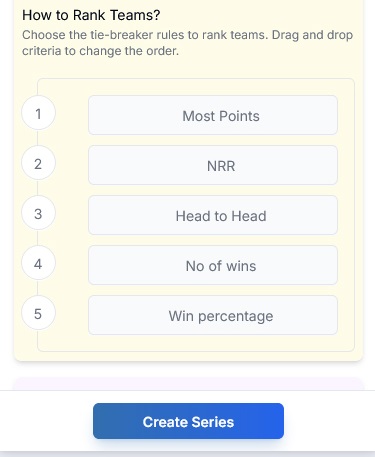 How to Rank Teams?
Choose the tie-breaker rules to rank teams. Drag and drop
criteria to change the order.
1 Most Points
2 NRR
3 Head to Head
4 No of wins
5 Win percentage
Create Series